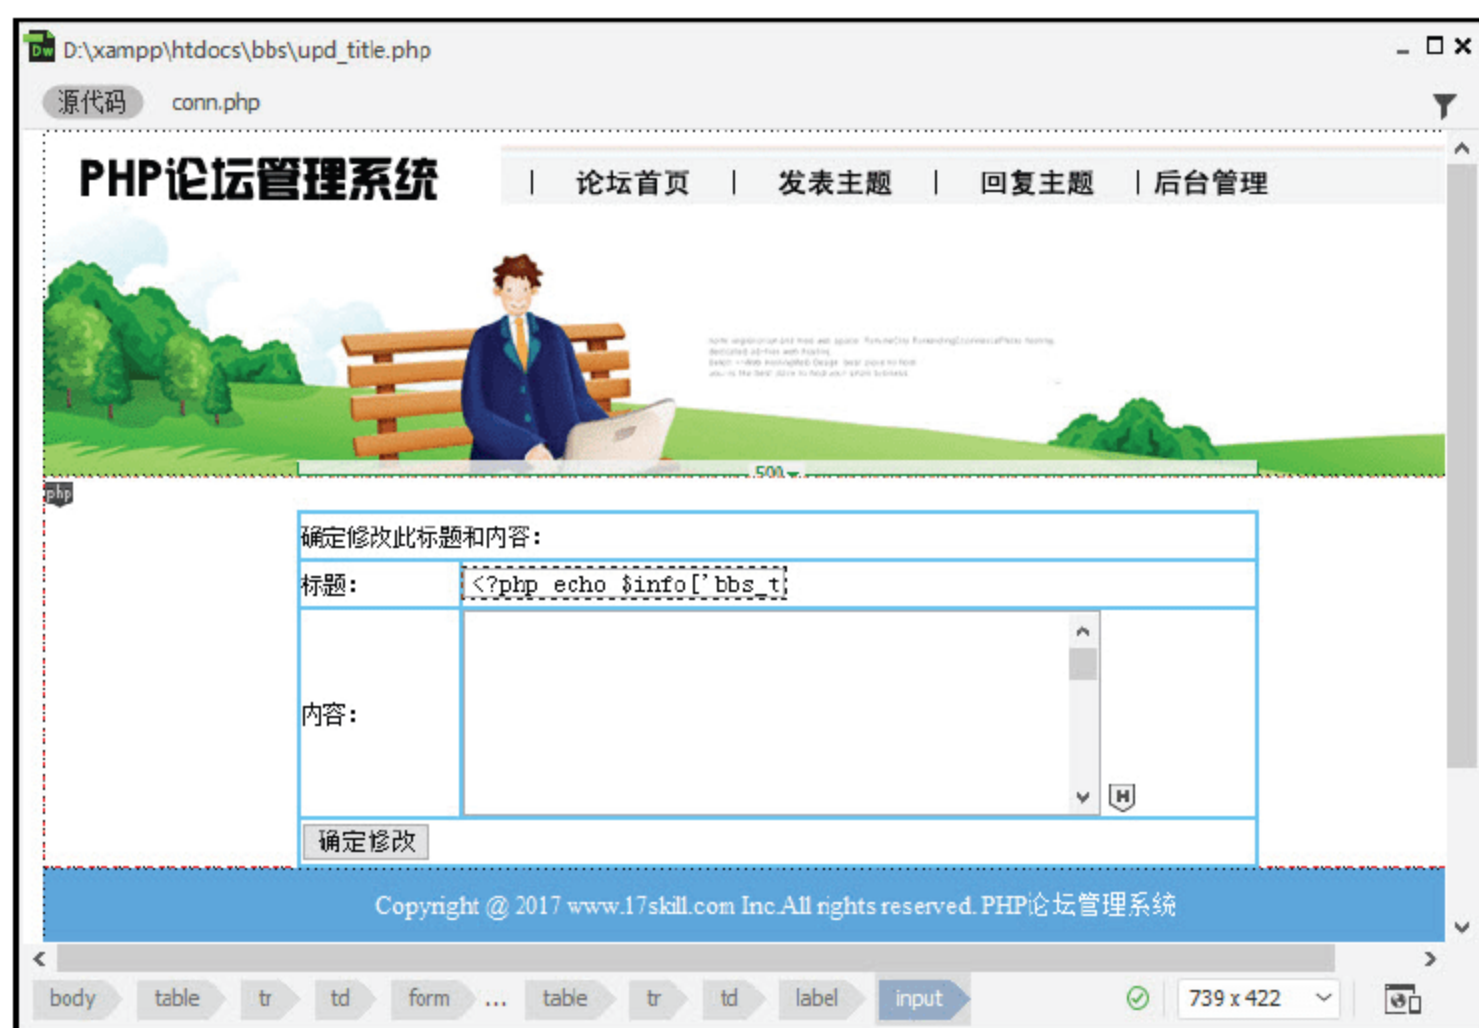 Dw D:\xampp\htdocs\bbs\upd_title.php
源代码 conn.php
PHP论坛管理系统 | 论坛首页 | 发表主题 | 回复主题 | 后台管理
500
php
确定修改此标题和内容：
标题： <?php echo $info['bbs_t
内容：
H
确定修改
Copyright @ 2017 www.17skill.com Inc.All rights reserved. PHP论坛管理系统
body table tr td form ... table tr td label input 739 x 422